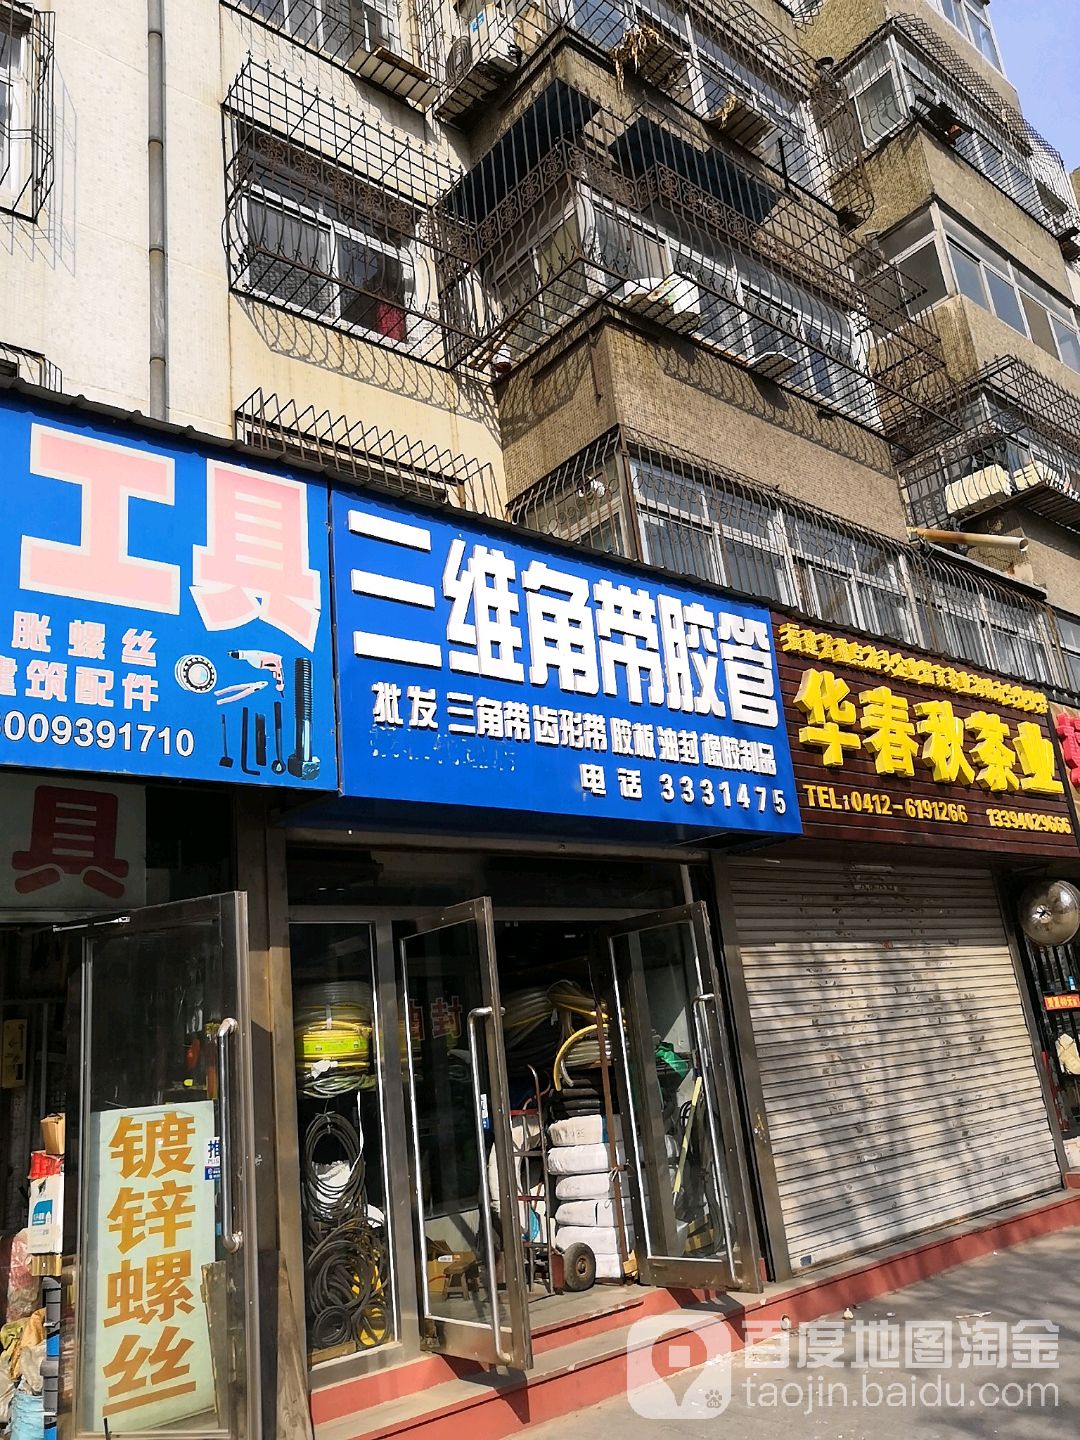 工具
胀螺丝
建筑配件
009391710
具
镀锌螺丝
三维角带胶管
批发 三角带 齿形带 胶板 油封 橡胶制品
电话 3331475
油封
华春秋茶业
TEL:0412-6191266 13394029666
百度地图淘金
taojin.baidu.com